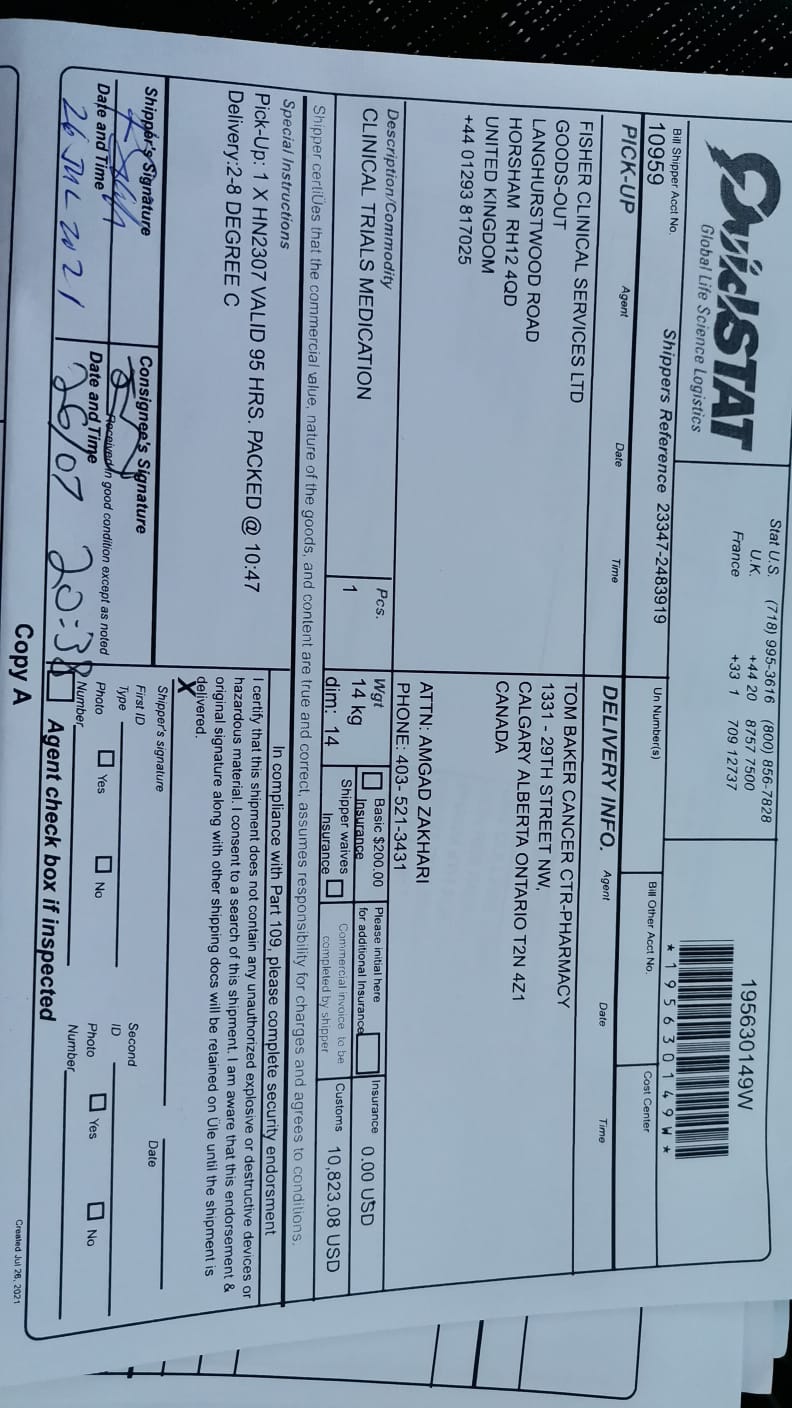 QuickSTAT
Global Life Science Logistics
Stat U.S. (718) 995-3616 (800) 856-7828
U.K. +44 20 8757 7500
France +33 1 709 12737
195630149W
*195630149W*
Bill Shipper Acct No.
10959
Shippers Reference 23347-2483919
Un Number(s)
Bill Other Acct No.
Cost Center
PICK-UP Agent Date Time
DELIVERY INFO. Agent Date Time
FISHER CLINICAL SERVICES LTD
GOODS-OUT
LANGHURSTWOOD ROAD
HORSHAM RH12 4QD
UNITED KINGDOM
+44 01293 817025
TOM BAKER CANCER CTR-PHARMACY
1331 - 29TH STREET NW,
CALGARY ALBERTA ONTARIO T2N 4Z1
CANADA
ATTN: AMGAD ZAKHARI
PHONE: 403- 521-3431
Description/Commodity
CLINICAL TRIALS MEDICATION
Pcs.
1
Wgt
14 kg
dim: 14
Basic $200.00
Insurance
Shipper waives
Insurance
Please initial here
for additional Insurance
Commercial invoice to be
completed by shipper
Insurance 0.00 USD
Customs 10,823.08 USD
Shipper certiÜes that the commercial value, nature of the goods, and content are true and correct, assumes responsibility for charges and agrees to conditions.
Special Instructions
Pick-Up: 1 X HN2307 VALID 95 HRS. PACKED @ 10:47
Delivery:2-8 DEGREE C
In compliance with Part 109, please complete security endorsment
I certify that this shipment does not contain any unauthorized explosive or destructive devices or
hazardous material. I consent to a search of this shipment. I am aware that this endorsement &
original signature along with other shipping docs will be retained on Üle until the shipment is
delivered.
X
Shipper's signature
Date
First ID
Type
Second
ID
Photo Yes No
Photo Yes No
Number
Number
Shipper's Signature
Date and Time
26 JUL 2021
Consignee's Signature
Received in good condition except as noted
Date and Time
26/07 20:38
Agent check box if inspected
Copy A
Created Jul 26, 2021